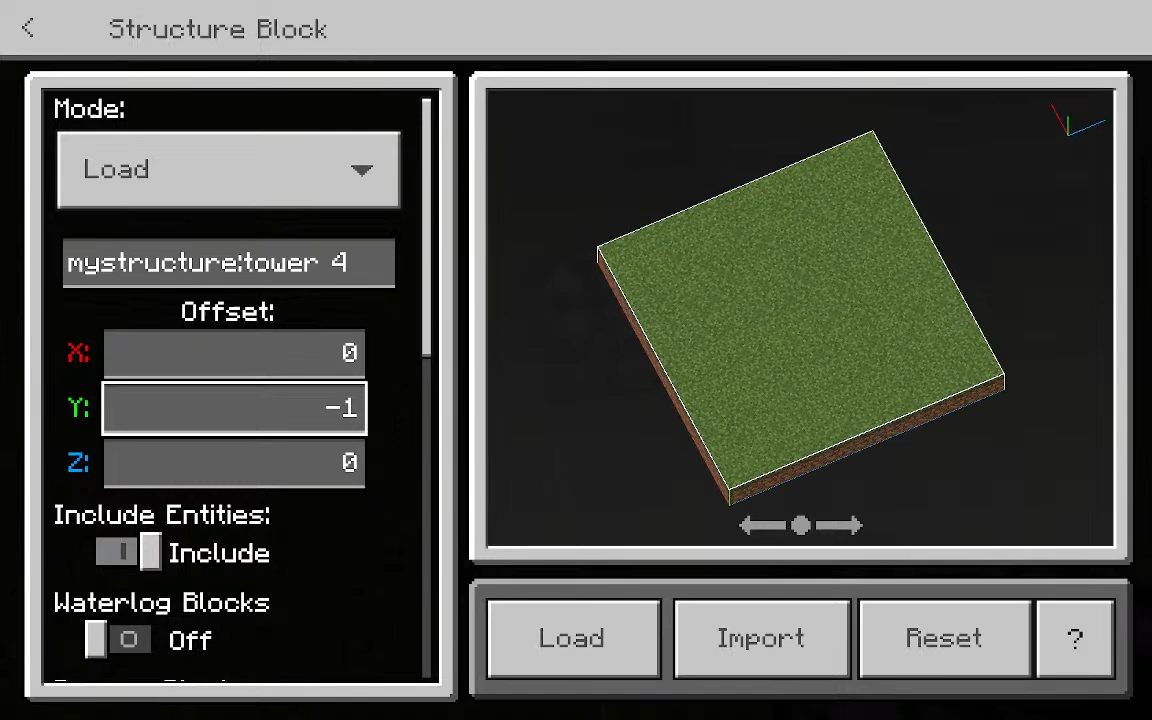 Structure Block
Mode:
Load
mystructure:tower 4
Offset:
X: 0
Y: -1
Z: 0
Include Entities:
Include
Waterlog Blocks
Off
Load
Import
Reset
?